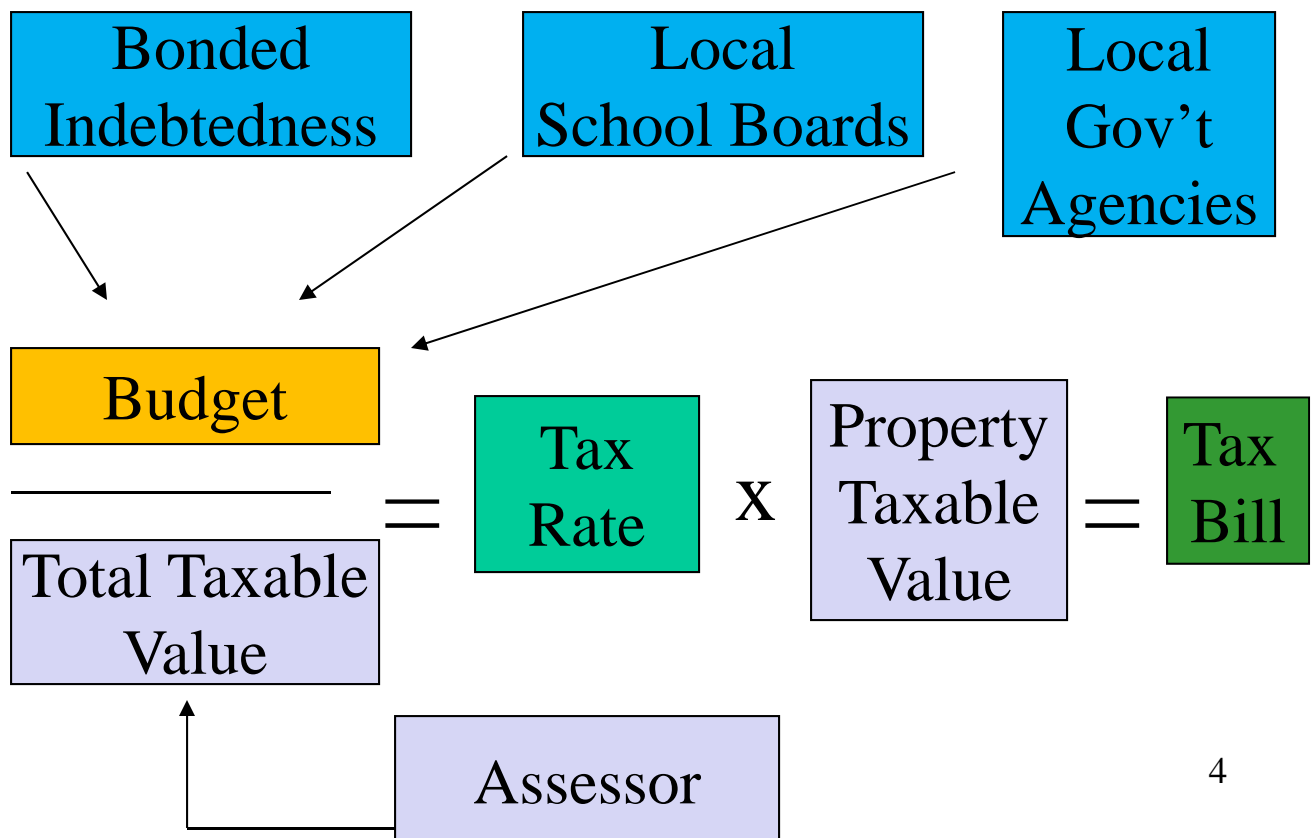 Bonded
Indebtedness
Local
School Boards
Local
Gov't
Agencies
Budget
Total Taxable
Value
=
Tax
Rate
x
Property
Taxable
Value
=
Tax
Bill
Assessor
4